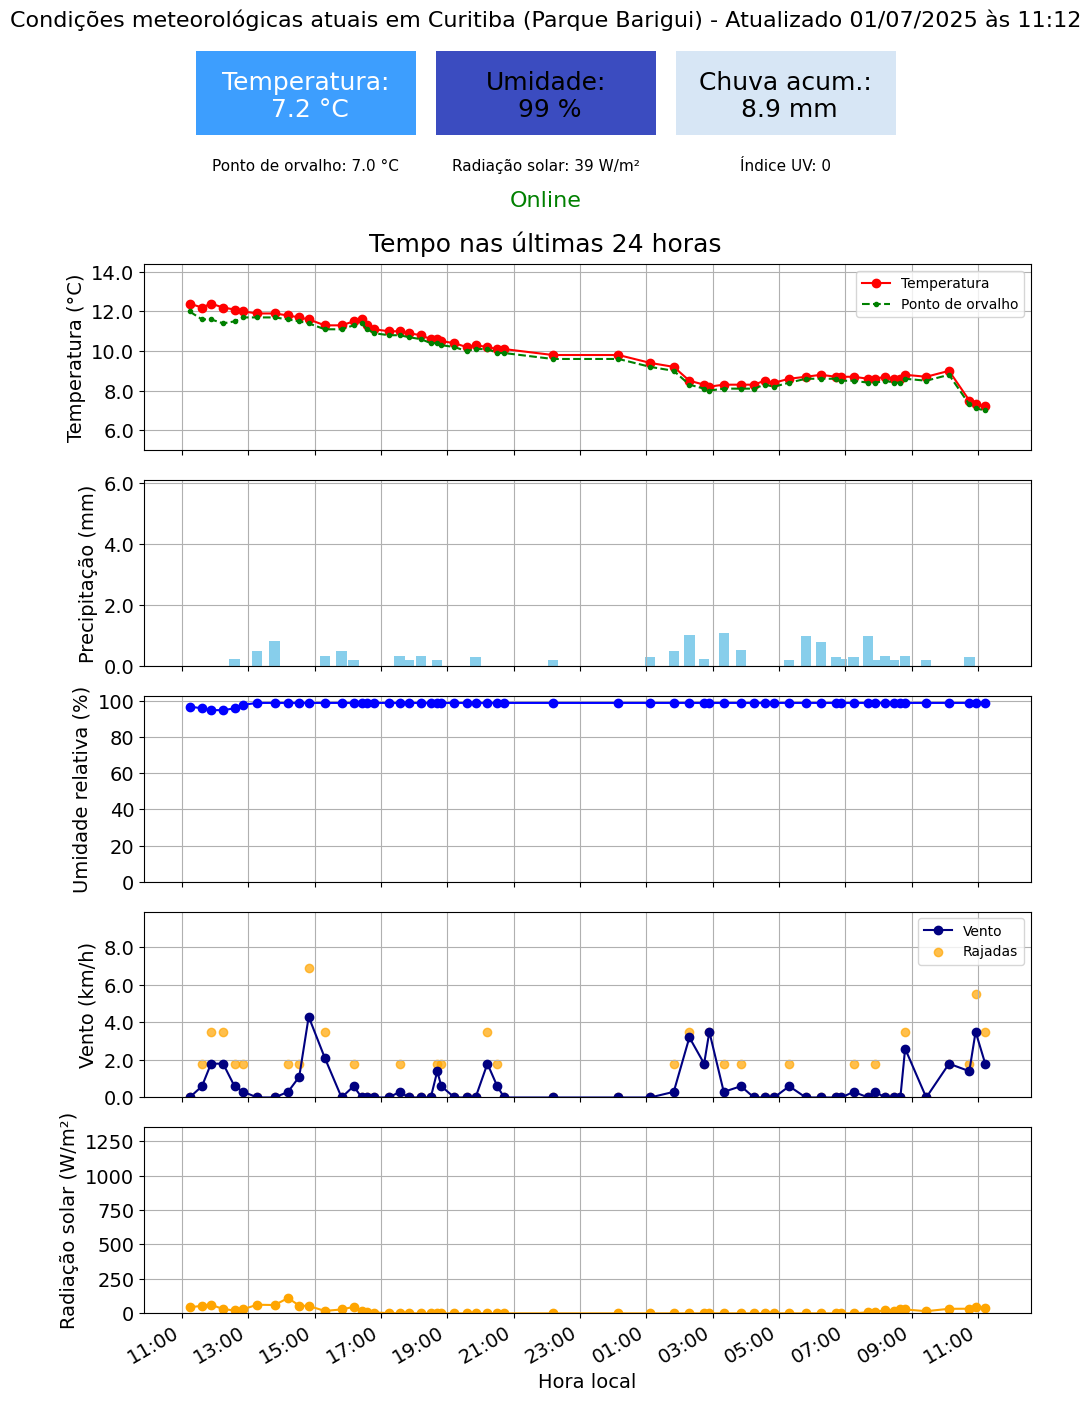 Condições meteorológicas atuais em Curitiba (Parque Barigui) - Atualizado 01/07/2025 às 11:12
Temperatura:
7.2 °C
Umidade:
99 %
Chuva acum.:
8.9 mm
Ponto de orvalho: 7.0 °C
Radiação solar: 39 W/m²
Índice UV: 0
Online
Tempo nas últimas 24 horas
Temperatura (°C)
14.0
12.0
10.0
8.0
6.0
Temperatura
Ponto de orvalho
Precipitação (mm)
6.0
4.0
2.0
0.0
Umidade relativa (%)
100
80
60
40
20
0
Vento (km/h)
8.0
6.0
4.0
2.0
0.0
Vento
Rajadas
Radiação solar (W/m²)
1250
1000
750
500
250
0
11:00
13:00
15:00
17:00
19:00
21:00
23:00
01:00
03:00
05:00
07:00
09:00
11:00
Hora local